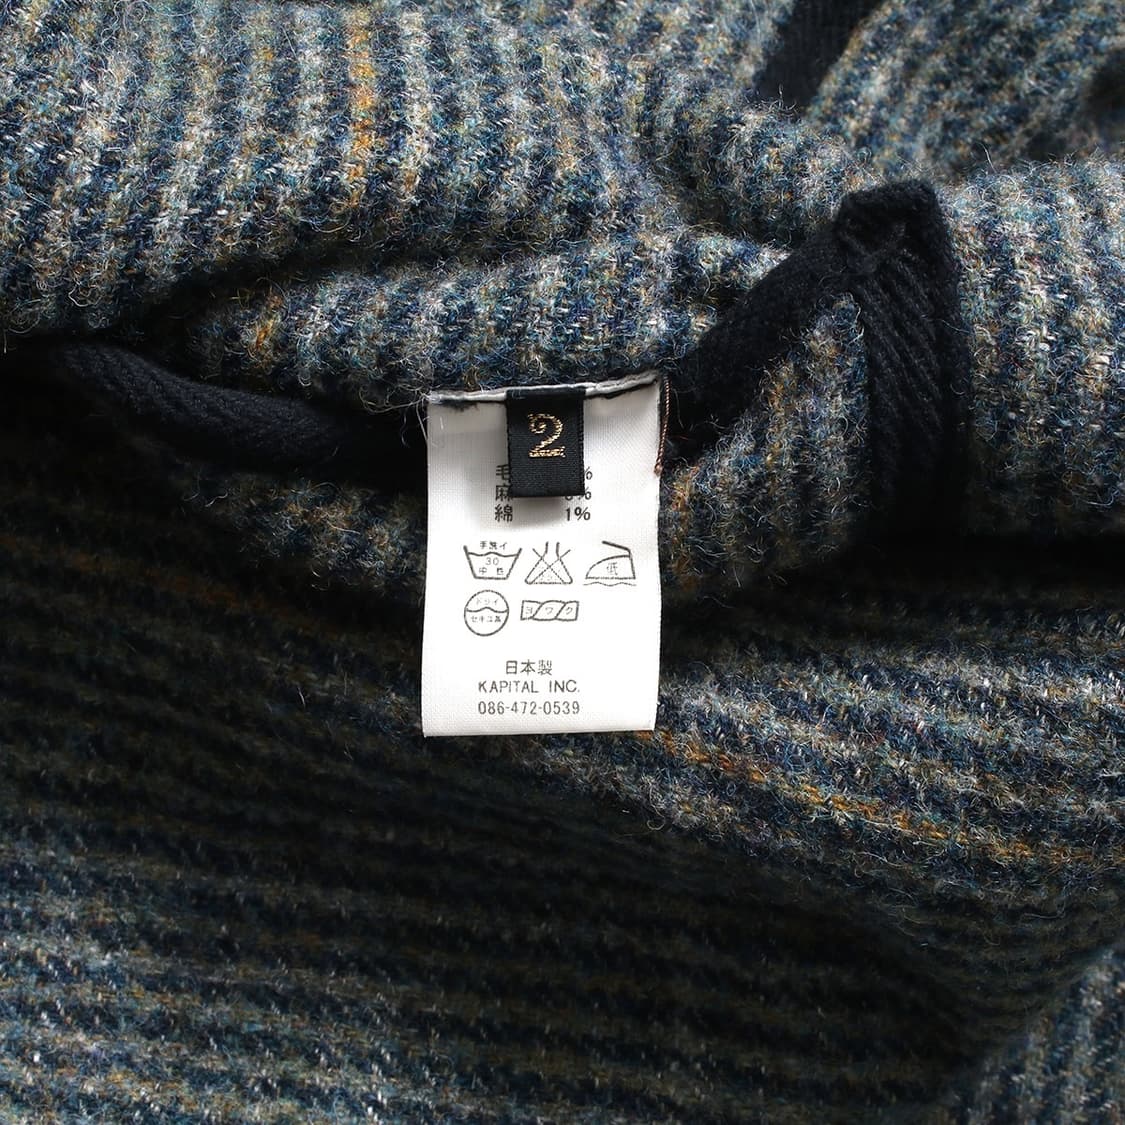 2
毛 %
麻 %
綿 1%
手洗イ
30
中性
低
ドライ
セキユ系
ヨワク
日本製
KAPITAL INC.
086-472-0539